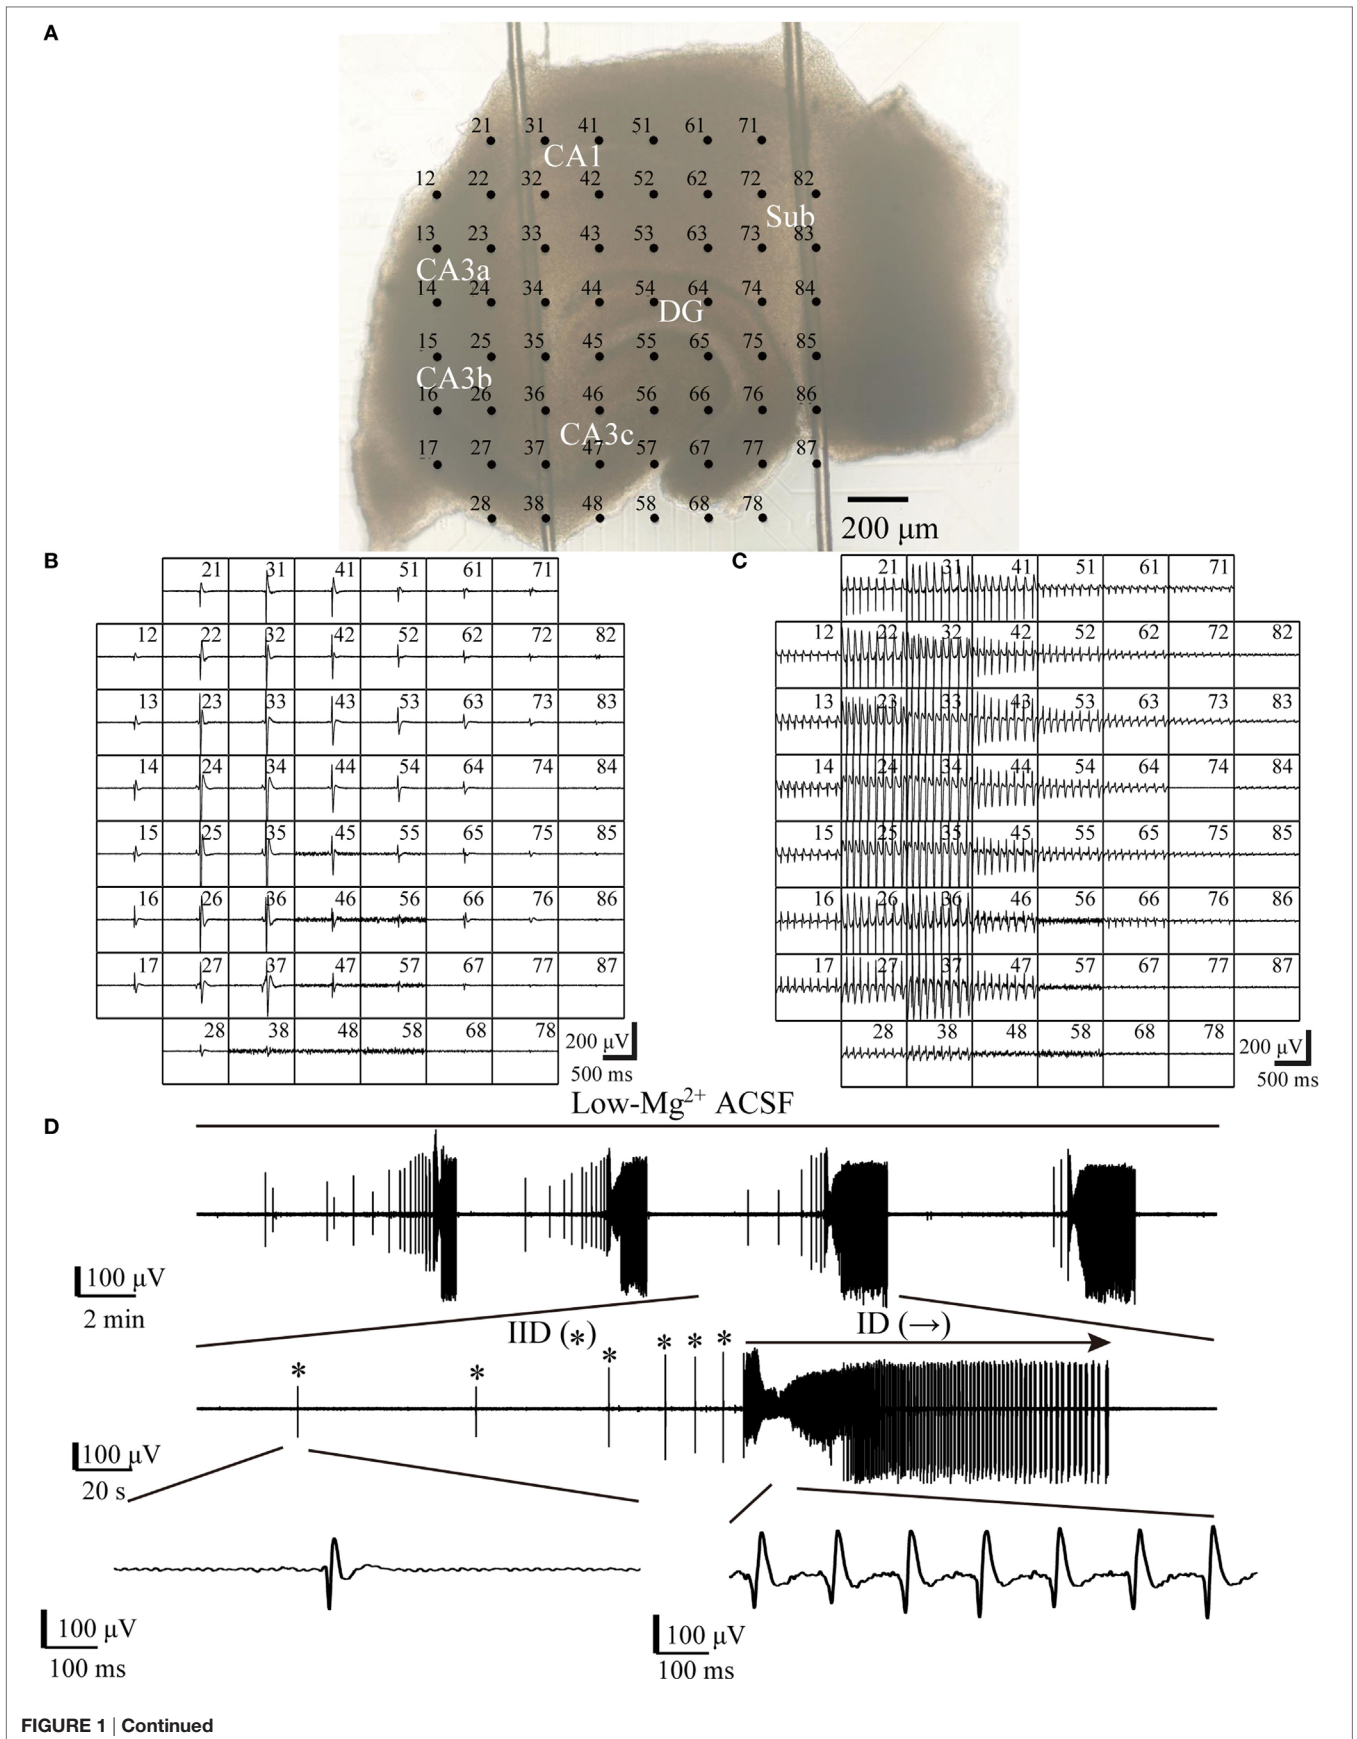 A
21 31 41 51 61 71
CA1
12 22 32 42 52 62 72 82
Sub
13 23 33 43 53 63 73 83
CA3a
14 24 34 44 54 64 74 84
DG
15 25 35 45 55 65 75 85
CA3b
16 26 36 46 56 66 76 86
CA3c
17 27 37 47 57 67 77 87
28 38 48 58 68 78
200 μm
B
21 31 41 51 61 71
12 22 32 42 52 62 72 82
13 23 33 43 53 63 73 83
14 24 34 44 54 64 74 84
15 25 35 45 55 65 75 85
16 26 36 46 56 66 76 86
17 27 37 47 57 67 77 87
28 38 48 58 68 78
200 μV
500 ms
C
21 31 41 51 61 71
12 22 32 42 52 62 72 82
13 23 33 43 53 63 73 83
14 24 34 44 54 64 74 84
15 25 35 45 55 65 75 85
16 26 36 46 56 66 76 86
17 27 37 47 57 67 77 87
28 38 48 58 68 78
200 μV
500 ms
Low-Mg2+ ACSF
D
100 μV
2 min
IID (*) ID (→)
* * * * * *
100 μV
20 s
100 μV
100 ms
100 μV
100 ms
FIGURE 1 | Continued